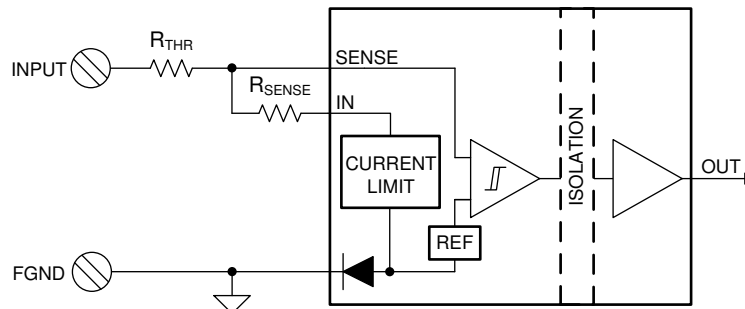 R_THR
INPUT
SENSE
R_SENSE
IN
CURRENT
LIMIT
ISOLATION
OUT
REF
FGND